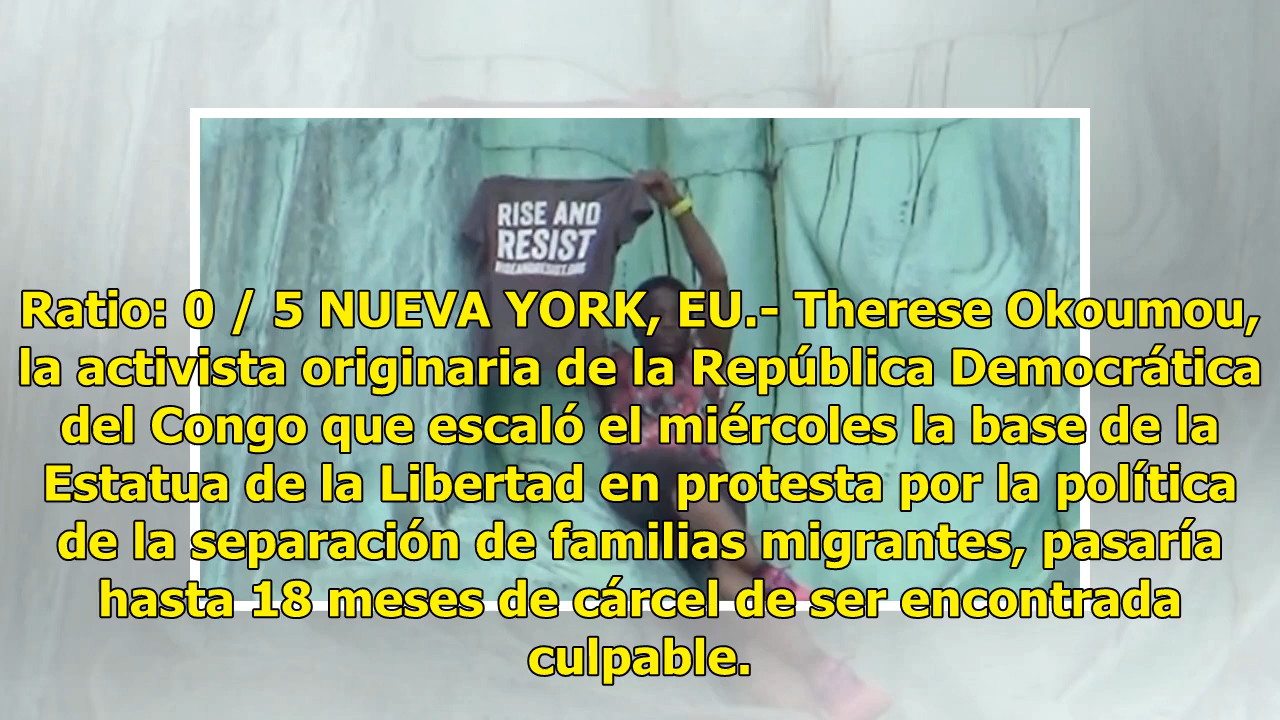 RISE AND
RESIST
RISEANDRESIST.ORG
Ratio: 0 / 5 NUEVA YORK, EU.- Therese Okoumou,
la activista originaria de la República Democrática
del Congo que escaló el miércoles la base de la
Estatua de la Libertad en protesta por la política
de la separación de familias migrantes, pasaría
hasta 18 meses de cárcel de ser encontrada
culpable.